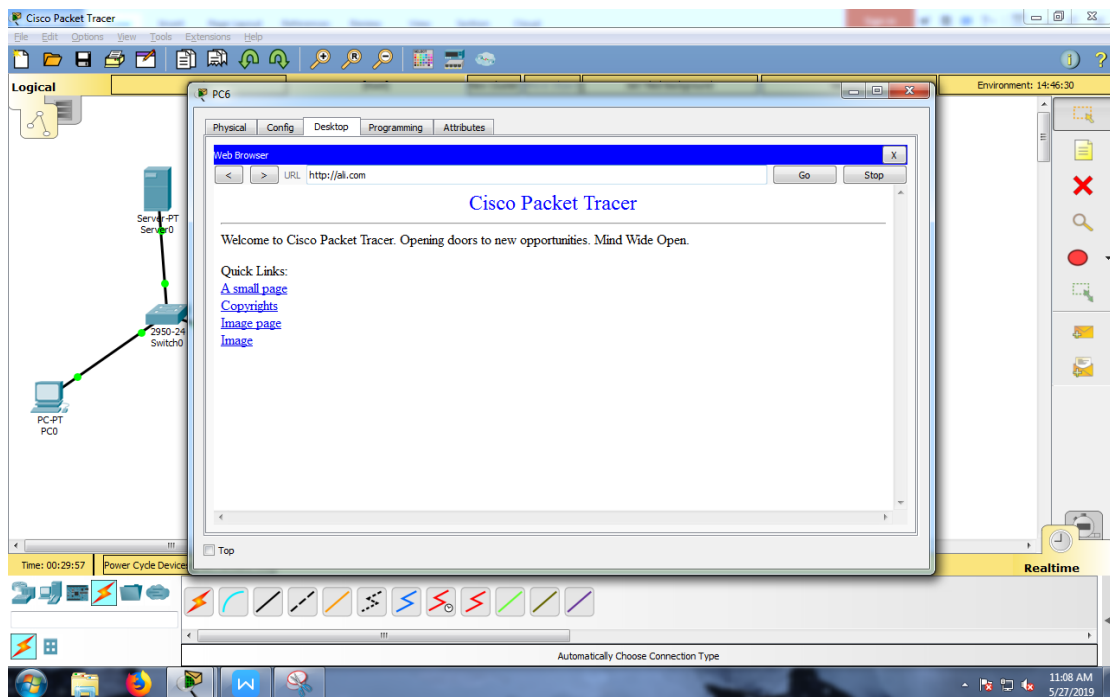 Cisco Packet Tracer
File Edit Options View Tools Extensions Help
Logical
Environment: 14:46:30
PC6
Physical Config Desktop Programming Attributes
Web Browser
X
< > URL http://ali.com Go Stop
Cisco Packet Tracer
Welcome to Cisco Packet Tracer. Opening doors to new opportunities. Mind Wide Open.
Quick Links:
A small page
Copyrights
Image page
Image
Server-PT
Server0
2950-24
Switch0
PC-PT
PC0
Top
Time: 00:29:57 Power Cycle Device
Realtime
Automatically Choose Connection Type
11:08 AM
5/27/2019